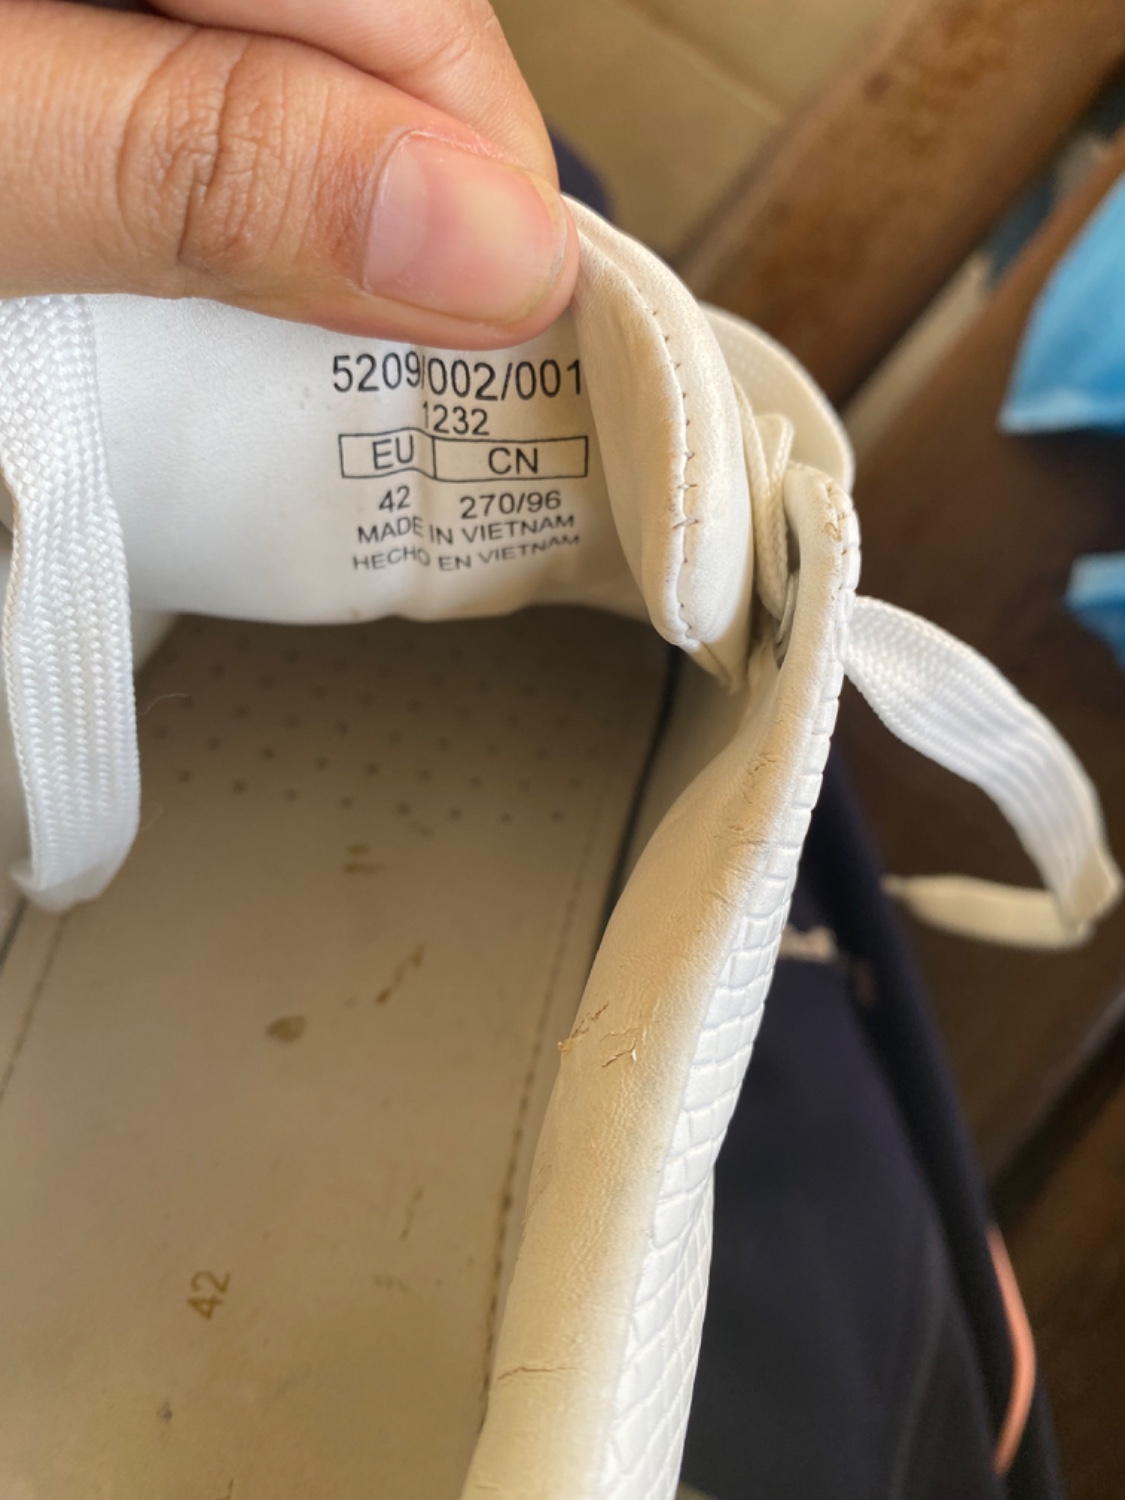 5209/002/001
1232
EU CN
42 270/96
MADE IN VIETNAM
HECHO EN VIETNAM
42